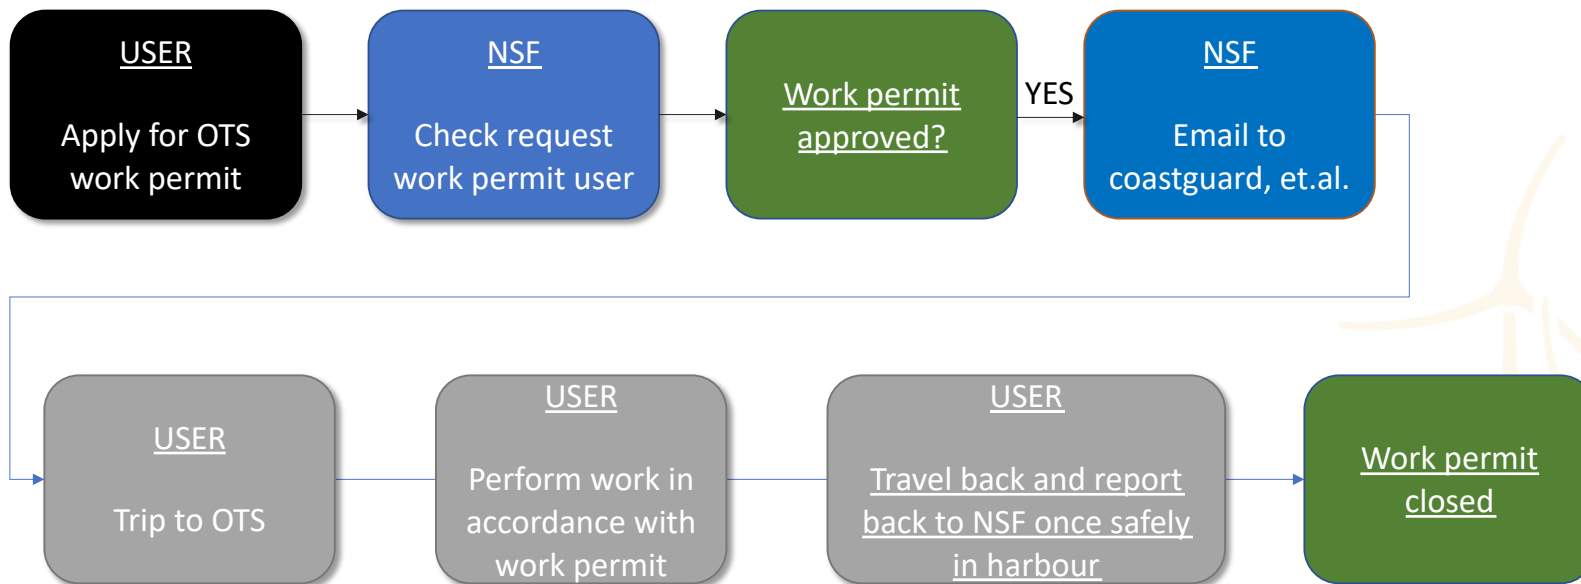 USER
Apply for OTS
work permit
NSF
Check request
work permit user
Work permit
approved?
YES
NSF
Email to
coastguard, et.al.
USER
Trip to OTS
USER
Perform work in
accordance with
work permit
USER
Travel back and report
back to NSF once safely
in harbour
Work permit
closed